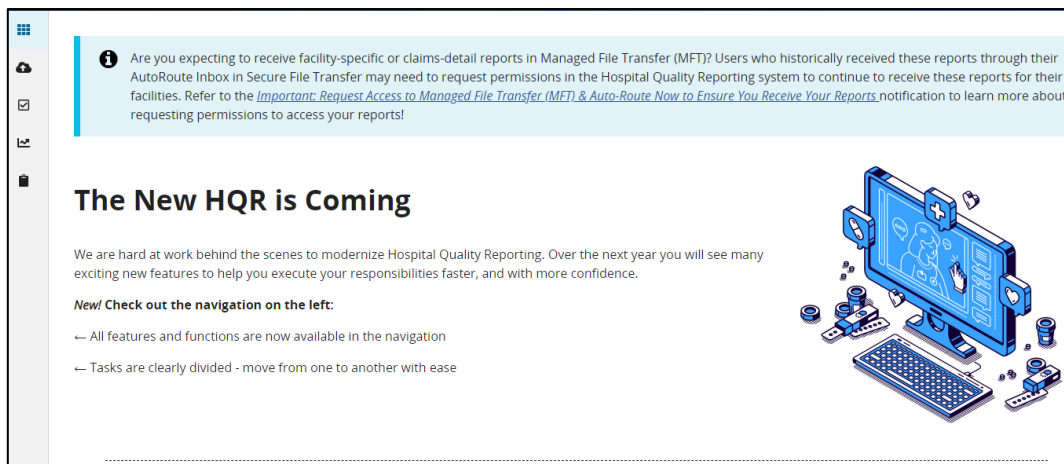 Are you expecting to receive facility-specific or claims-detail reports in Managed File Transfer (MFT)? Users who historically received these reports through their
AutoRoute Inbox in Secure File Transfer may need to request permissions in the Hospital Quality Reporting system to continue to receive these reports for their
facilities. Refer to the Important: Request Access to Managed File Transfer (MFT) & Auto-Route Now to Ensure You Receive Your Reports notification to learn more about
requesting permissions to access your reports!
The New HQR is Coming
We are hard at work behind the scenes to modernize Hospital Quality Reporting. Over the next year you will see many
exciting new features to help you execute your responsibilities faster, and with more confidence.
New! Check out the navigation on the left:
← All features and functions are now available in the navigation
← Tasks are clearly divided - move from one to another with ease